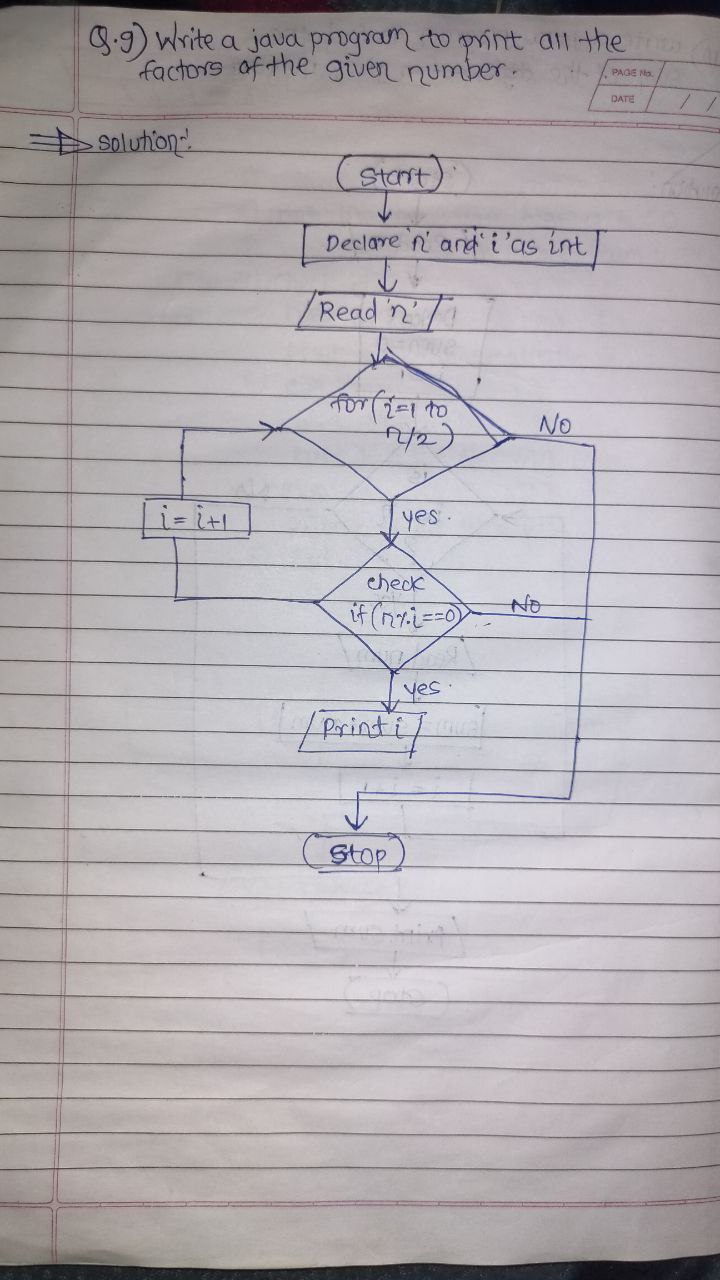 Q.9) Write a java program to print all the
factors of the given number.
PAGE No.
DATE / /
solution:
Start
Declare 'n' and 'i' as int
Read 'n'
for(i=1 to
n/2)
No
i=i+1
yes.
check
if(n%i==0)
No
yes.
Print i
Stop